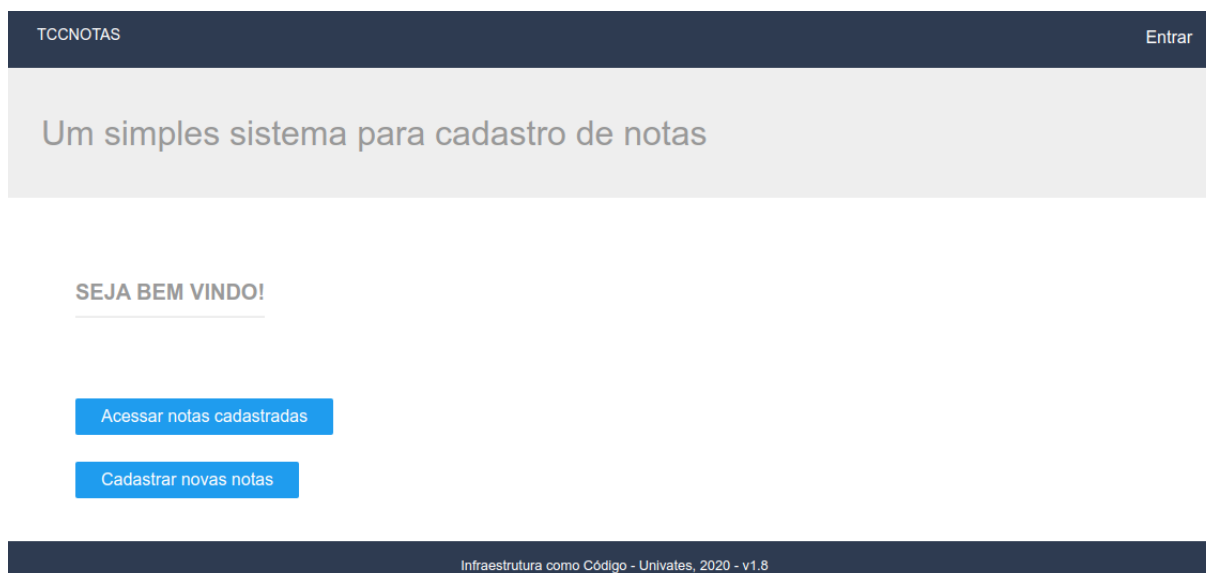 TCCNOTAS
Entrar
Um simples sistema para cadastro de notas
SEJA BEM VINDO!
Acessar notas cadastradas
Cadastrar novas notas
Infraestrutura como Código - Univates, 2020 - v1.8